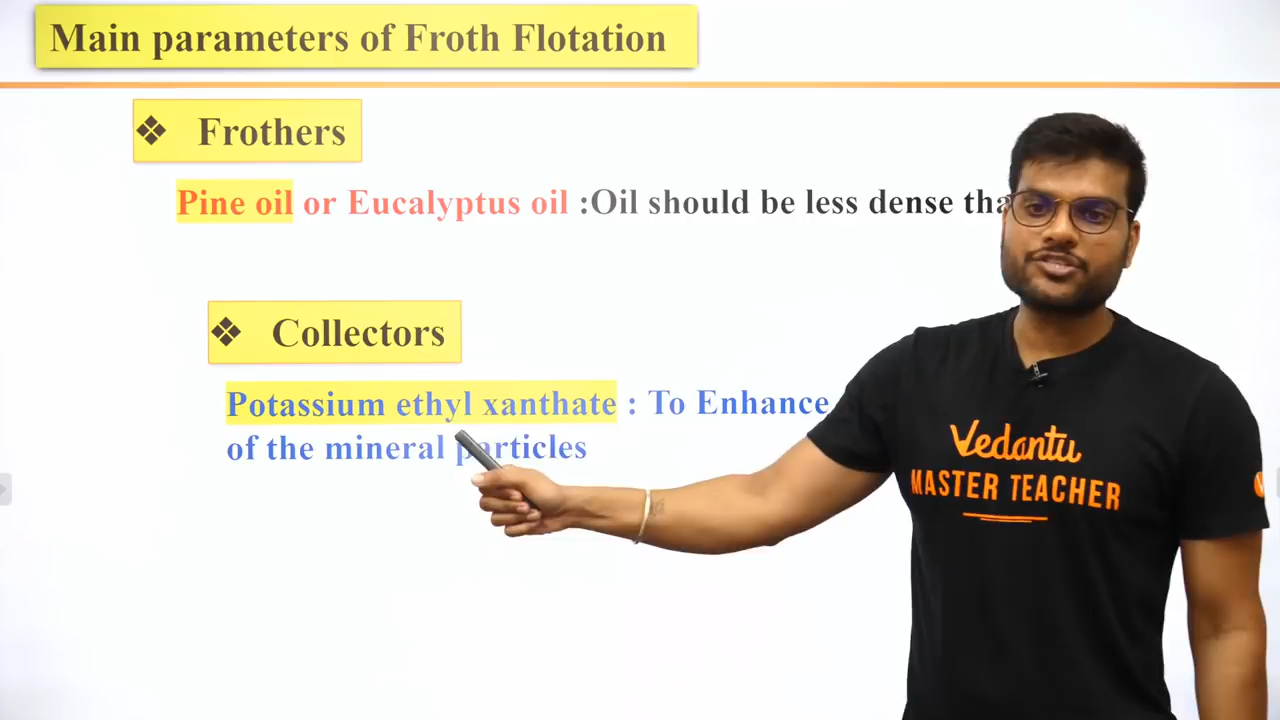 Main parameters of Froth Flotation
❖ Frothers
Pine oil or Eucalyptus oil :Oil should be less dense
❖ Collectors
Potassium ethyl xanthate : To Enhance
of the mineral particles
Vedantu
MASTER TEACHER